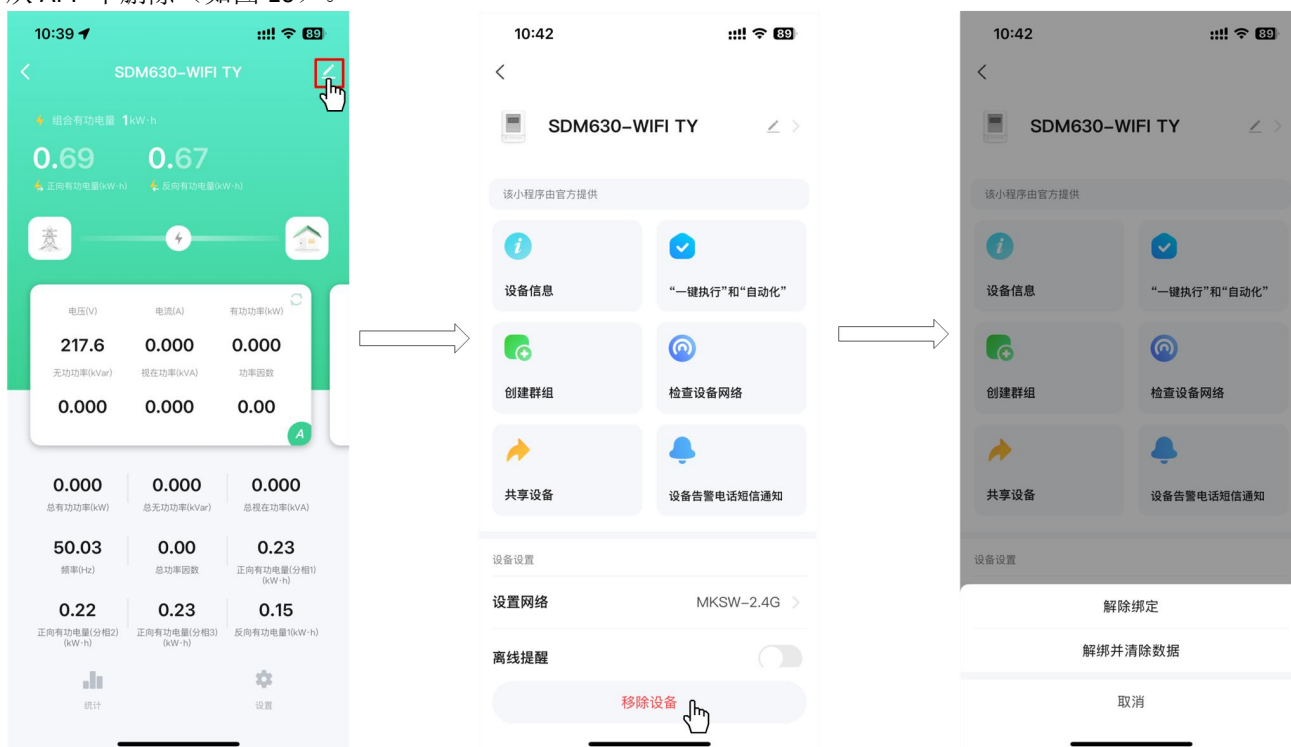 10:39
89
SDM630-WIFI TY
组合有功电量 1kW·h
0.69 0.67
正向有功电量(kW·h) 反向有功电量(kW·h)
电压(V) 电流(A) 有功功率(kW)
217.6 0.000 0.000
无功功率(kVar) 视在功率(kVA) 功率因数
0.000 0.000 0.00
A
0.000 0.000 0.000
总有功功率(kW) 总无功功率(kVar) 总视在功率(kVA)
50.03 0.00 0.23
频率(Hz) 总功率因数 正向有功电量(分相1)
(kW·h)
0.22 0.23 0.15
正向有功电量(分相2) 正向有功电量(分相3) 反向有功电量1(kW·h)
(kW·h) (kW·h)
统计 设置
10:42
89
SDM630-WIFI TY
该小程序由官方提供
设备信息 “一键执行”和“自动化”
创建群组 检查设备网络
共享设备 设备告警电话短信通知
设备设置
设置网络 MKSW-2.4G
离线提醒
移除设备
10:42
89
SDM630-WIFI TY
该小程序由官方提供
设备信息 “一键执行”和“自动化”
创建群组 检查设备网络
共享设备 设备告警电话短信通知
设备设置
解除绑定
解绑并清除数据
取消